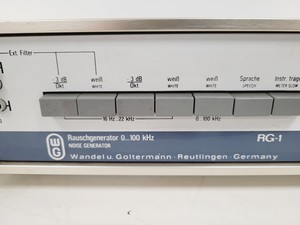 Ext. Filter
-3 dB weiß -3 dB weiß weiß Sprache Instr. träge
Okt WHITE Okt WHITE WHITE SPEECH METER SLOW
16 Hz..22 kHz 0...100 kHz
WG
Rauschgenerator 0...100 kHz RG-1
NOISE GENERATOR
Wandel u. Goltermann · Reutlingen · Germany